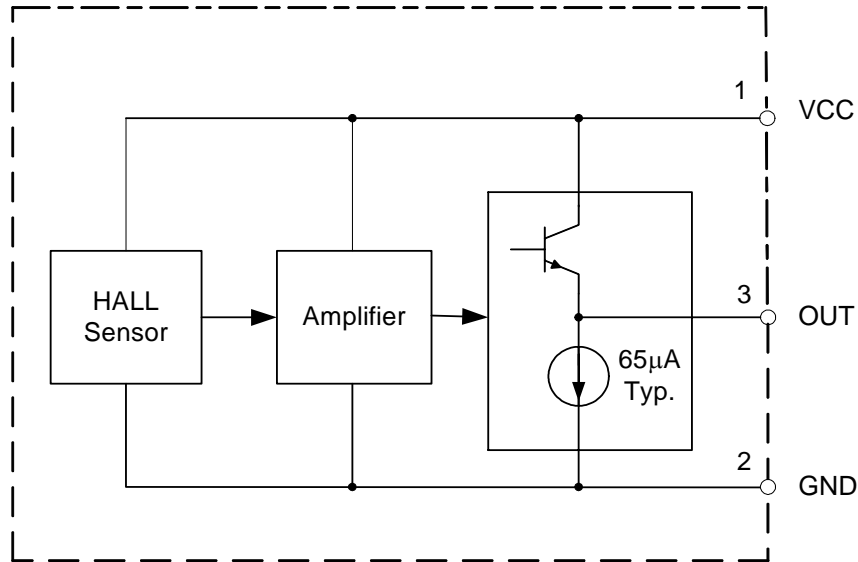 1
VCC
HALL
Sensor
Amplifier
3
OUT
65μA
Typ.
2
GND